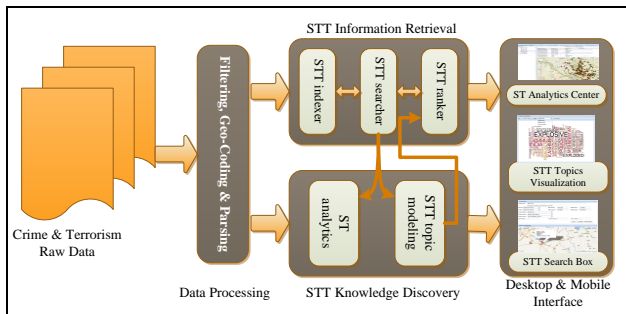 STT Information Retrieval
Filtering, Geo-Coding & Parsing
STT indexer
STT searcher
STT ranker
ST Analytics Center
EXPLOSIVE
STT Topics
Visualization
ST
analytics
STT topic
modeling
STT Search Box
Crime & Terrorism
Raw Data
Data Processing
STT Knowledge Discovery
Desktop & Mobile
Interface